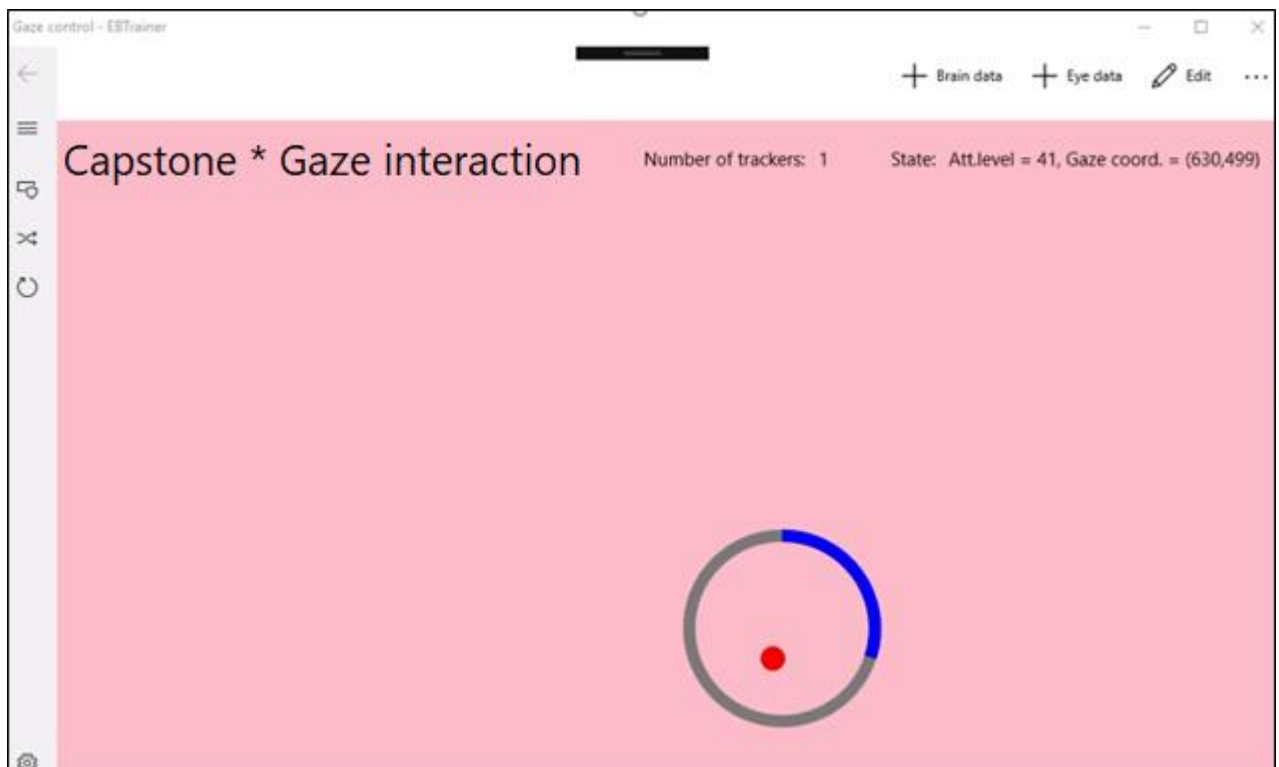 Gaze control - EBTrainer
Brain data Eye data Edit ...
Capstone * Gaze interaction Number of trackers: 1 State: Att.level = 41, Gaze coord. = (630,499)